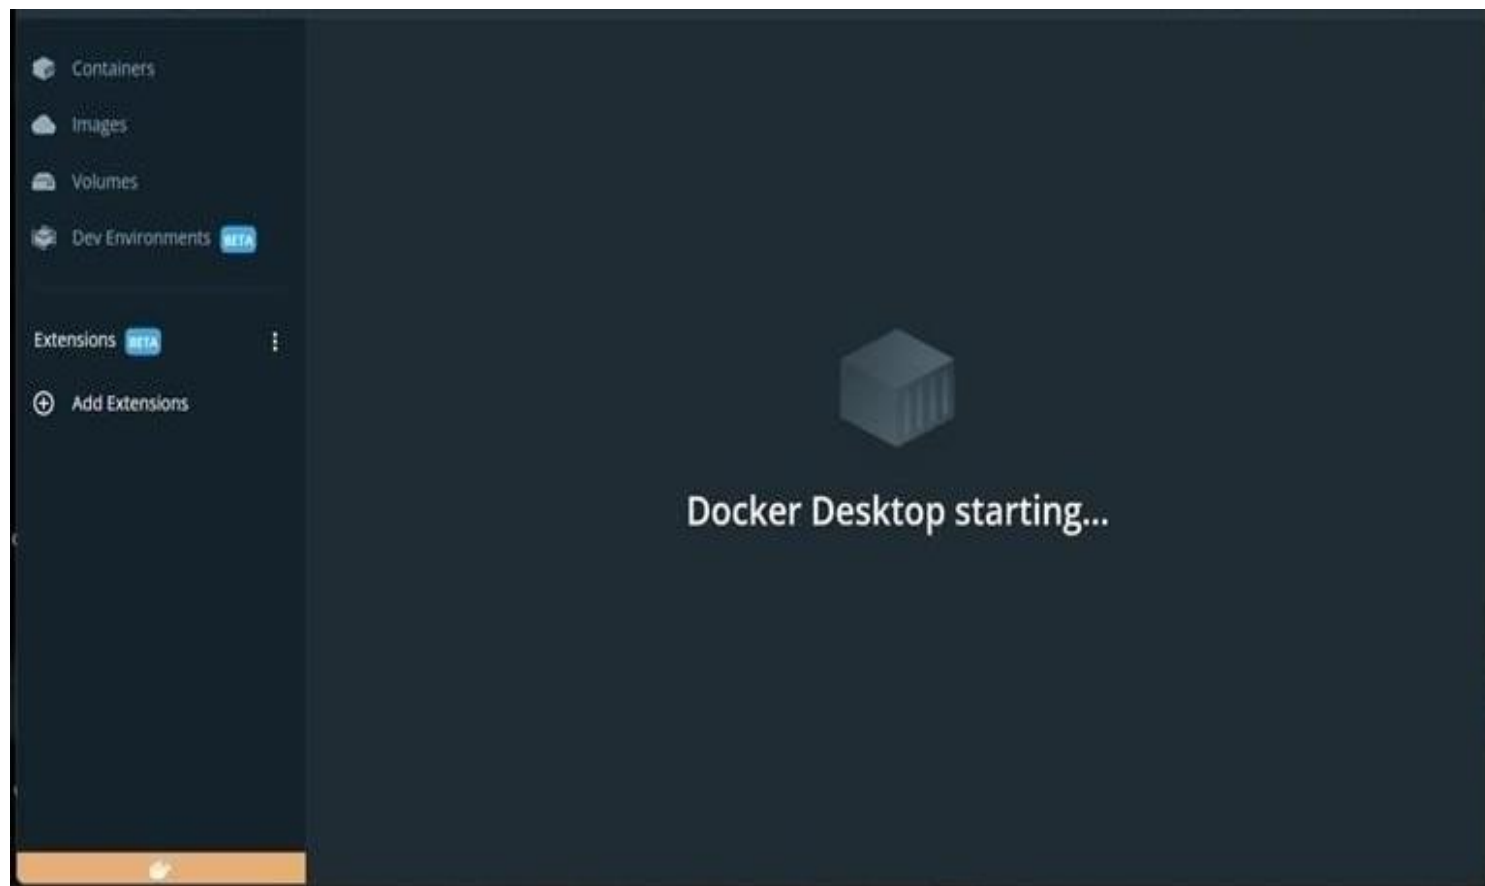 Containers
Images
Volumes
Dev Environments BETA
Extensions BETA
Add Extensions
Docker Desktop starting...